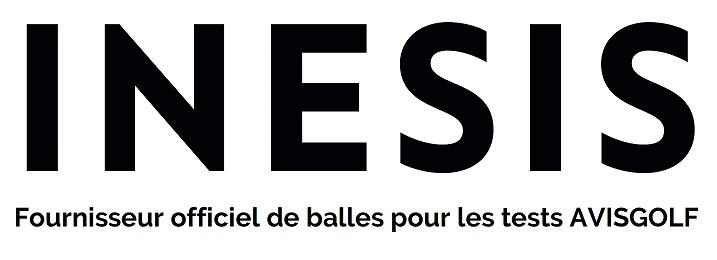 INESIS
Fournisseur officiel de balles pour les tests AVISGOLF